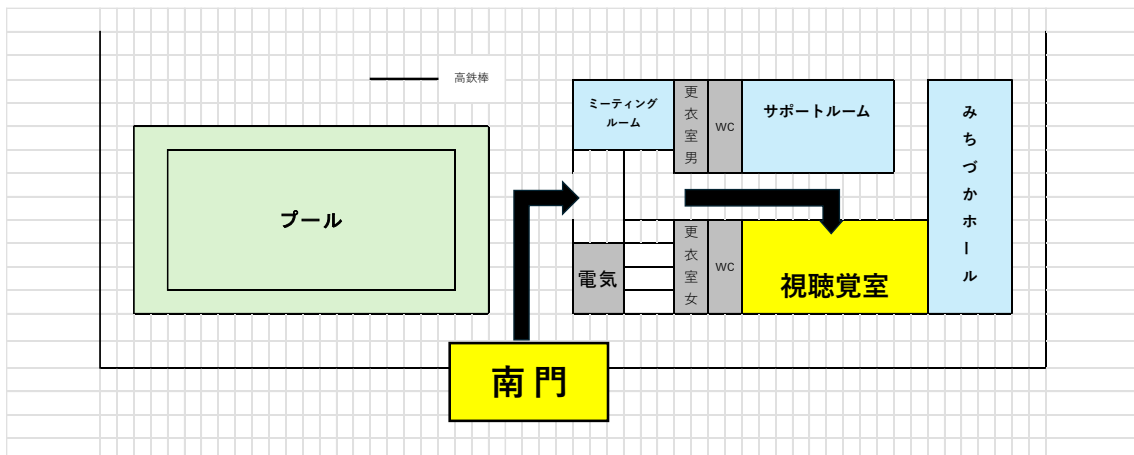 高鉄棒
ミーティング
ルーム
更衣室男
WC
サポートルーム
みちづかホール
プール
電気
更衣室女
WC
視聴覚室
南門